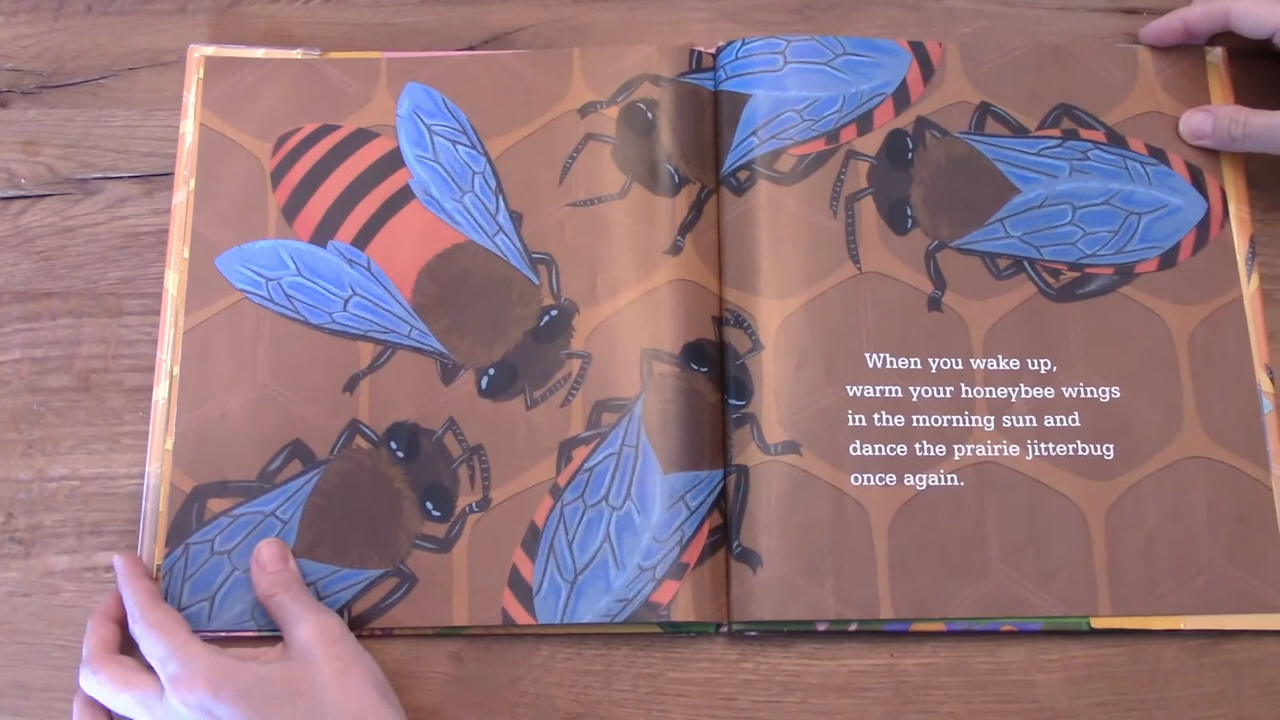 When you wake up,
warm your honeybee wings
in the morning sun and
dance the prairie jitterbug
once again.